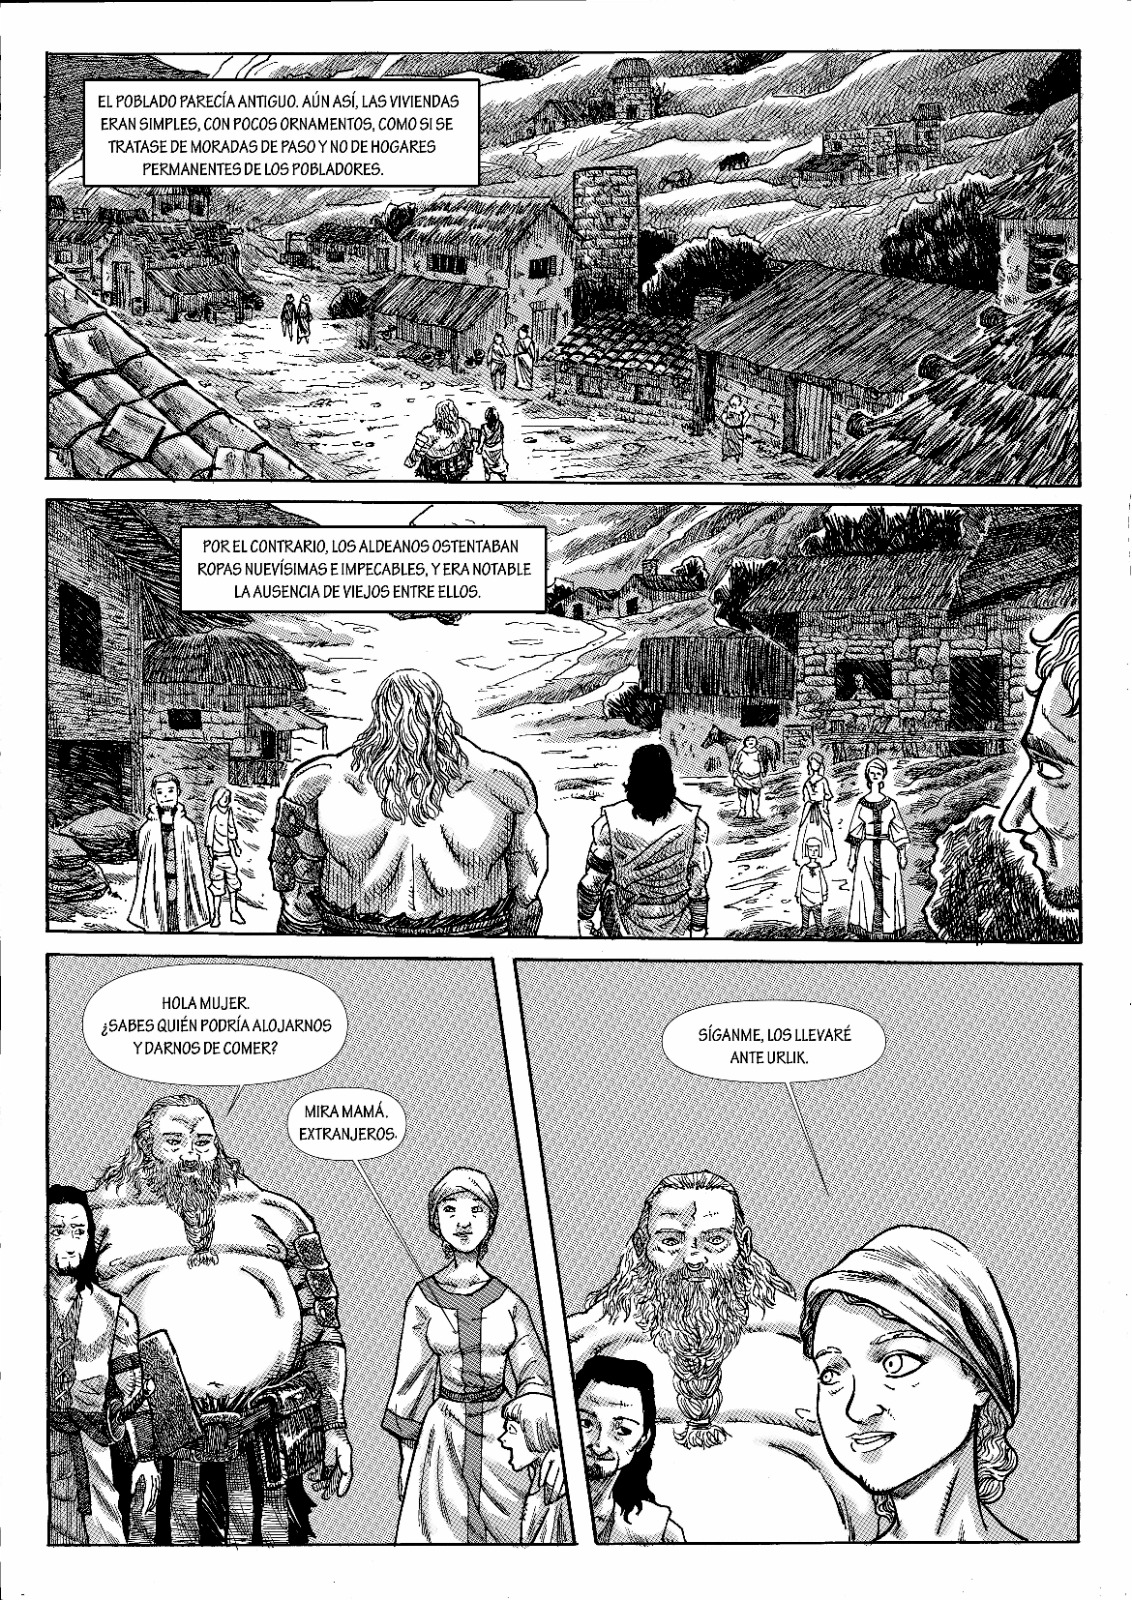 EL POBLADO PARECÍA ANTIGUO. AÚN ASÍ, LAS VIVIENDAS
ERAN SIMPLES, CON POCOS ORNAMENTOS, COMO SI SE
TRATASE DE MORADAS DE PASO Y NO DE HOGARES
PERMANENTES DE LOS POBLADORES.
POR EL CONTRARIO, LOS ALDEANOS OSTENTABAN
ROPAS NUEVÍSIMAS E IMPECABLES, Y ERA NOTABLE
LA AUSENCIA DE VIEJOS ENTRE ELLOS.
HOLA MUJER.
¿SABES QUIÉN PODRÍA ALOJARNOS
Y DARNOS DE COMER?
MIRA MAMÁ,
EXTRANJEROS.
SÍGANME, LOS LLEVARÉ
ANTE URLIK.